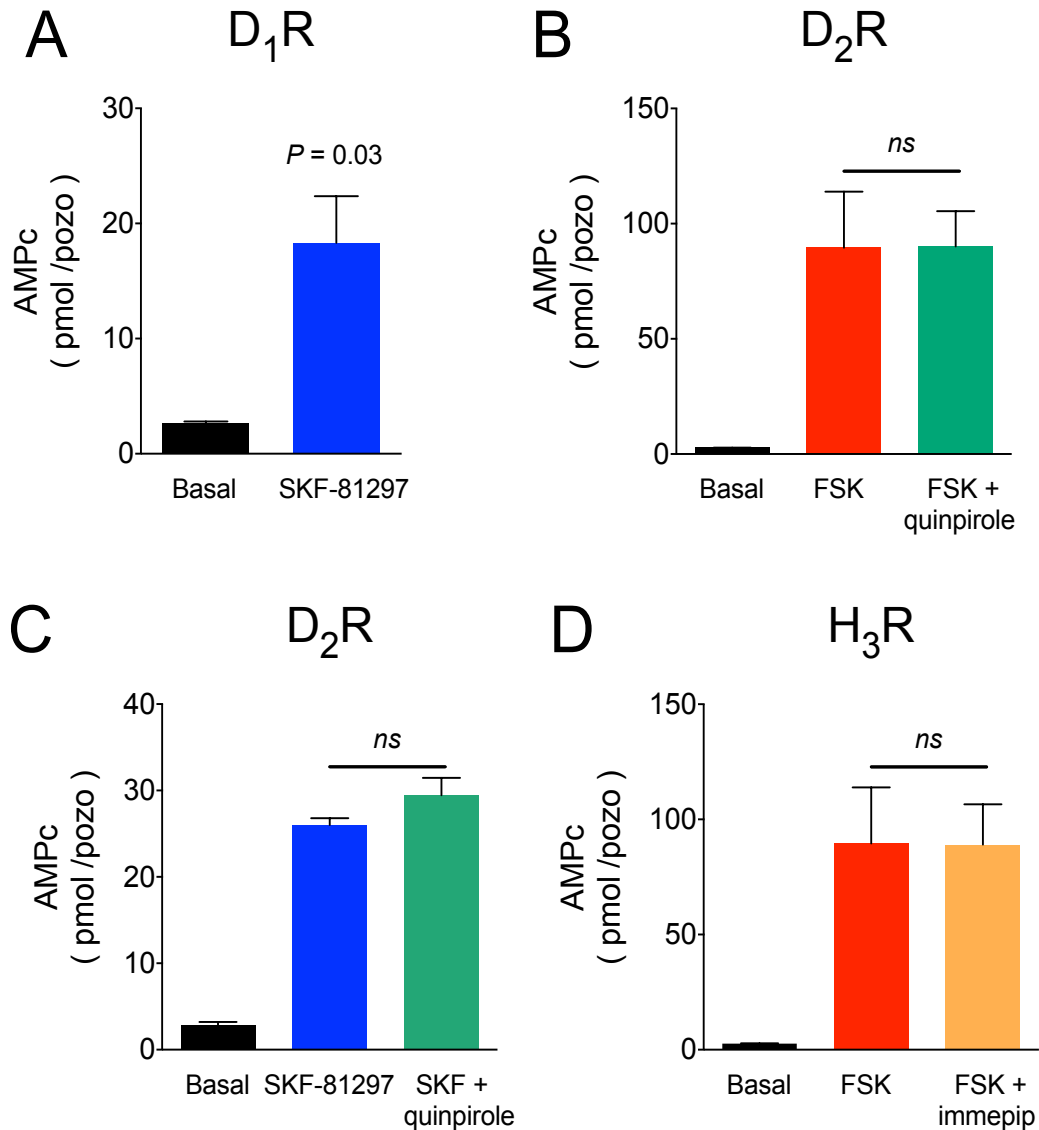 A
D1R
AMPc
( pmol /pozo )
30
20
10
0
P = 0.03
Basal
SKF-81297
B
D2R
AMPc
( pmol /pozo )
150
100
50
0
ns
Basal
FSK
FSK +
quinpirole
C
D2R
AMPc
( pmol /pozo )
40
30
20
10
0
ns
Basal
SKF-81297
SKF +
quinpirole
D
H3R
AMPc
( pmol /pozo )
150
100
50
0
ns
Basal
FSK
FSK +
immepip